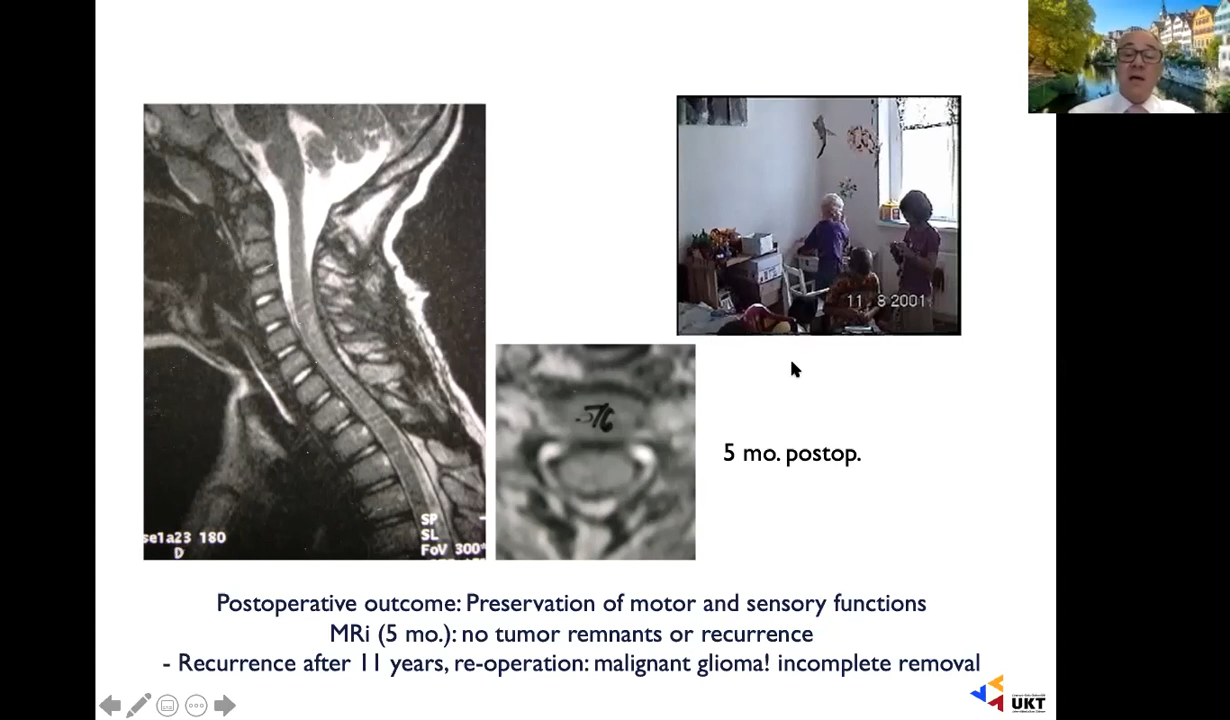 11. 8.2001
576
5 mo. postop.
se1a23 180
D
SP
SL
FoV 300*
Postoperative outcome: Preservation of motor and sensory functions
MRi (5 mo.): no tumor remnants or recurrence
- Recurrence after 11 years, re-operation: malignant glioma! incomplete removal
UKT